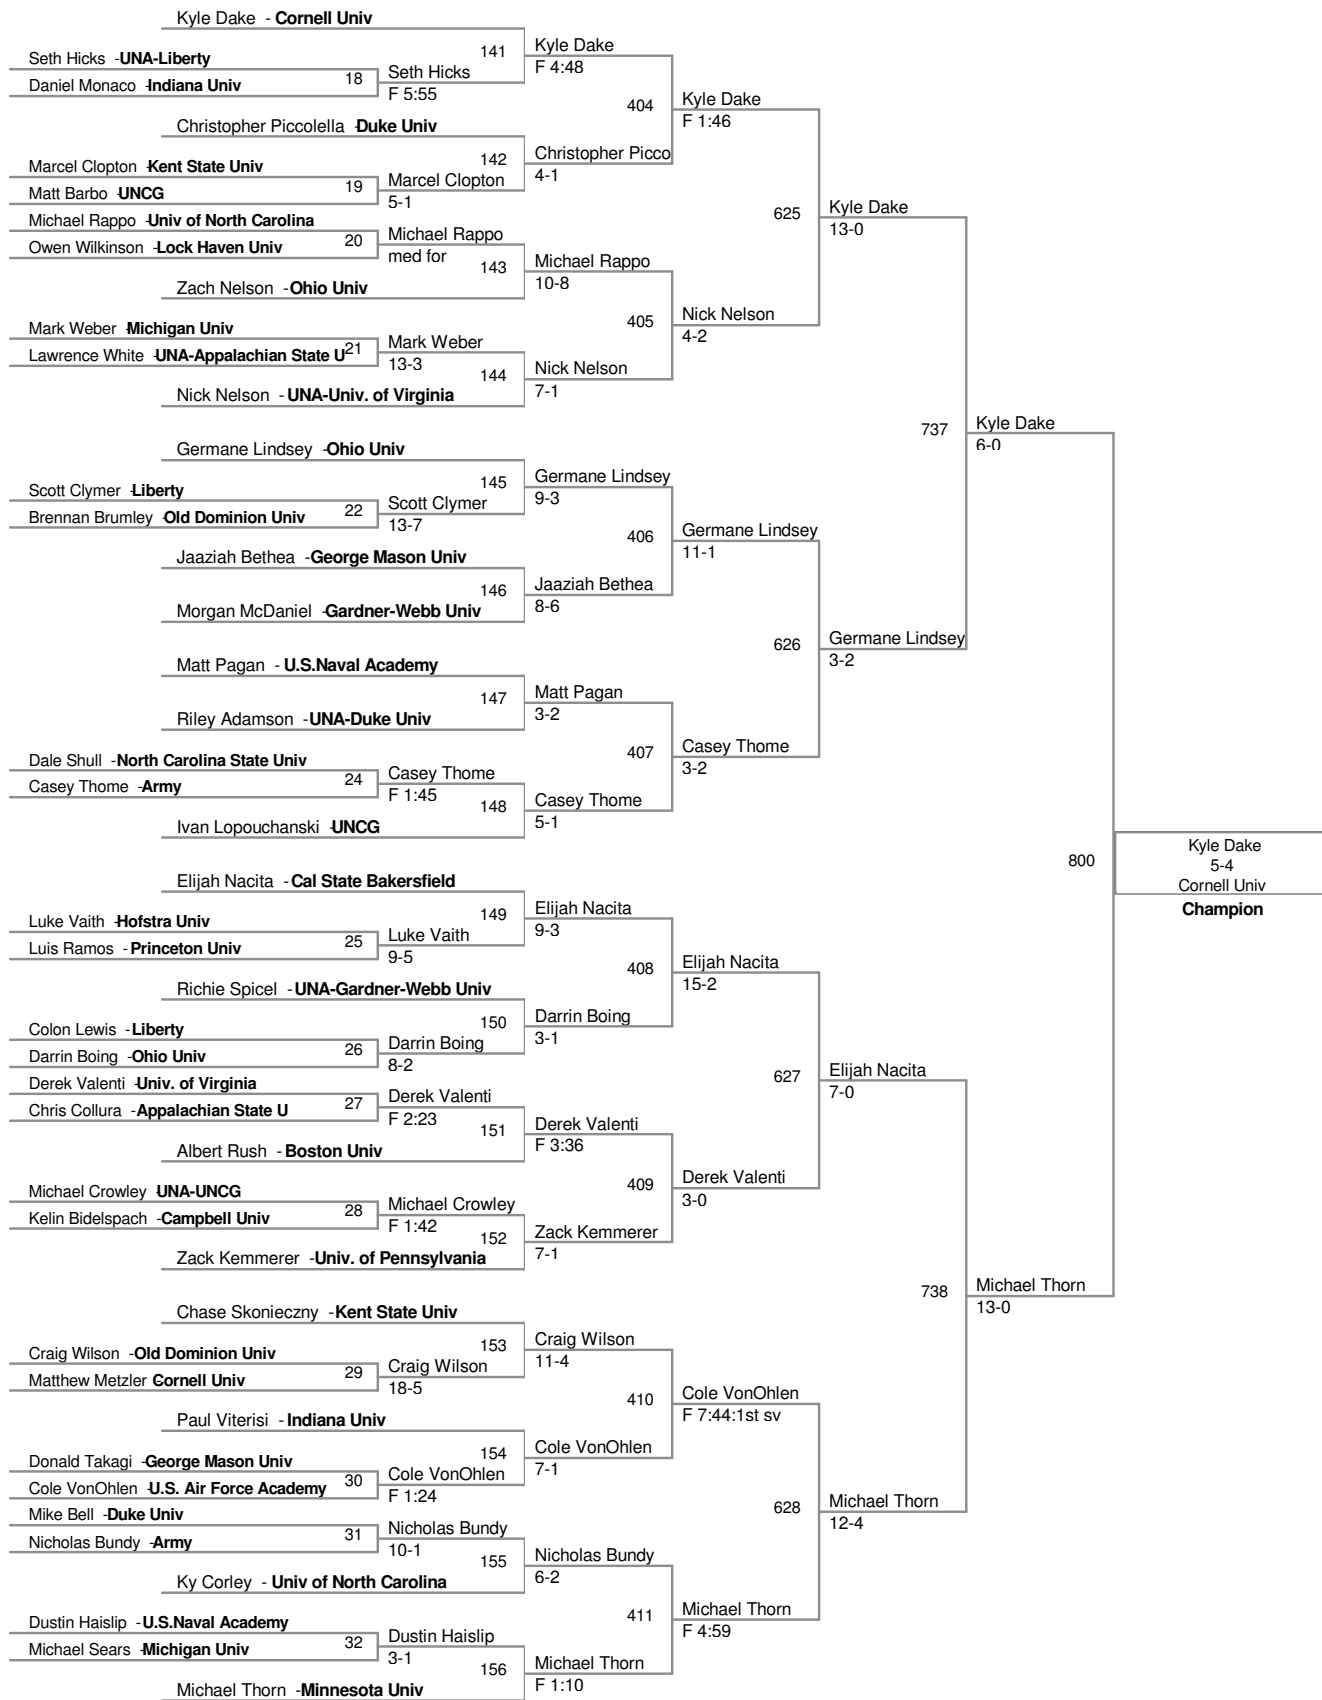 Kyle Dake - Cornell Univ
141
Kyle Dake
F 4:48
Seth Hicks -UNA-Liberty
18
Seth Hicks
F 5:55
Daniel Monaco -Indiana Univ
404
Kyle Dake
F 1:46
Christopher Piccolella -Duke Univ
142
Christopher Picco
4-1
Marcel Clopton -Kent State Univ
19
Marcel Clopton
5-1
Matt Barbo -UNCG
625
Kyle Dake
13-0
Michael Rappo -Univ of North Carolina
20
Michael Rappo
med for
Owen Wilkinson -Lock Haven Univ
143
Michael Rappo
10-8
Zach Nelson - Ohio Univ
405
Nick Nelson
4-2
Mark Weber -Michigan Univ
21
Mark Weber
13-3
Lawrence White -UNA-Appalachian State U
144
Nick Nelson
7-1
Nick Nelson - UNA-Univ. of Virginia
737
Kyle Dake
6-0
Germane Lindsey -Ohio Univ
145
Germane Lindsey
9-3
Scott Clymer -Liberty
22
Scott Clymer
13-7
Brennan Brumley -Old Dominion Univ
406
Germane Lindsey
11-1
Jaaziah Bethea -George Mason Univ
146
Jaaziah Bethea
8-6
Morgan McDaniel -Gardner-Webb Univ
626
Germane Lindsey
3-2
Matt Pagan - U.S.Naval Academy
147
Matt Pagan
3-2
Riley Adamson -UNA-Duke Univ
407
Casey Thome
3-2
Dale Shull -North Carolina State Univ
24
Casey Thome
F 1:45
Casey Thome -Army
148
Casey Thome
5-1
Ivan Lopouchanski -UNCG
800
Kyle Dake
5-4
Cornell Univ
Champion
Elijah Nacita - Cal State Bakersfield
149
Elijah Nacita
9-3
Luke Vaith -Hofstra Univ
25
Luke Vaith
9-5
Luis Ramos - Princeton Univ
408
Elijah Nacita
15-2
Richie Spicel - UNA-Gardner-Webb Univ
150
Darrin Boing
3-1
Colon Lewis -Liberty
26
Darrin Boing
8-2
Darrin Boing -Ohio Univ
627
Elijah Nacita
7-0
Derek Valenti -Univ. of Virginia
27
Derek Valenti
F 2:23
Chris Collura -Appalachian State U
151
Derek Valenti
F 3:36
Albert Rush - Boston Univ
409
Derek Valenti
3-0
Michael Crowley -UNA-UNCG
28
Michael Crowley
F 1:42
Kelin Bidelspach -Campbell Univ
152
Zack Kemmerer
7-1
Zack Kemmerer -Univ. of Pennsylvania
738
Michael Thorn
13-0
Chase Skonieczny -Kent State Univ
153
Craig Wilson
11-4
Craig Wilson -Old Dominion Univ
29
Craig Wilson
18-5
Matthew Metzler -Cornell Univ
410
Cole VonOhlen
F 7:44:1st sv
Paul Viterisi - Indiana Univ
154
Cole VonOhlen
7-1
Donald Takagi -George Mason Univ
30
Cole VonOhlen
F 1:24
Cole VonOhlen -U.S. Air Force Academy
628
Michael Thorn
12-4
Mike Bell -Duke Univ
31
Nicholas Bundy
10-1
Nicholas Bundy -Army
155
Nicholas Bundy
6-2
Ky Corley - Univ of North Carolina
411
Michael Thorn
F 4:59
Dustin Haislip -U.S.Naval Academy
32
Dustin Haislip
3-1
Michael Sears -Michigan Univ
156
Michael Thorn
F 1:10
Michael Thorn -Minnesota Univ